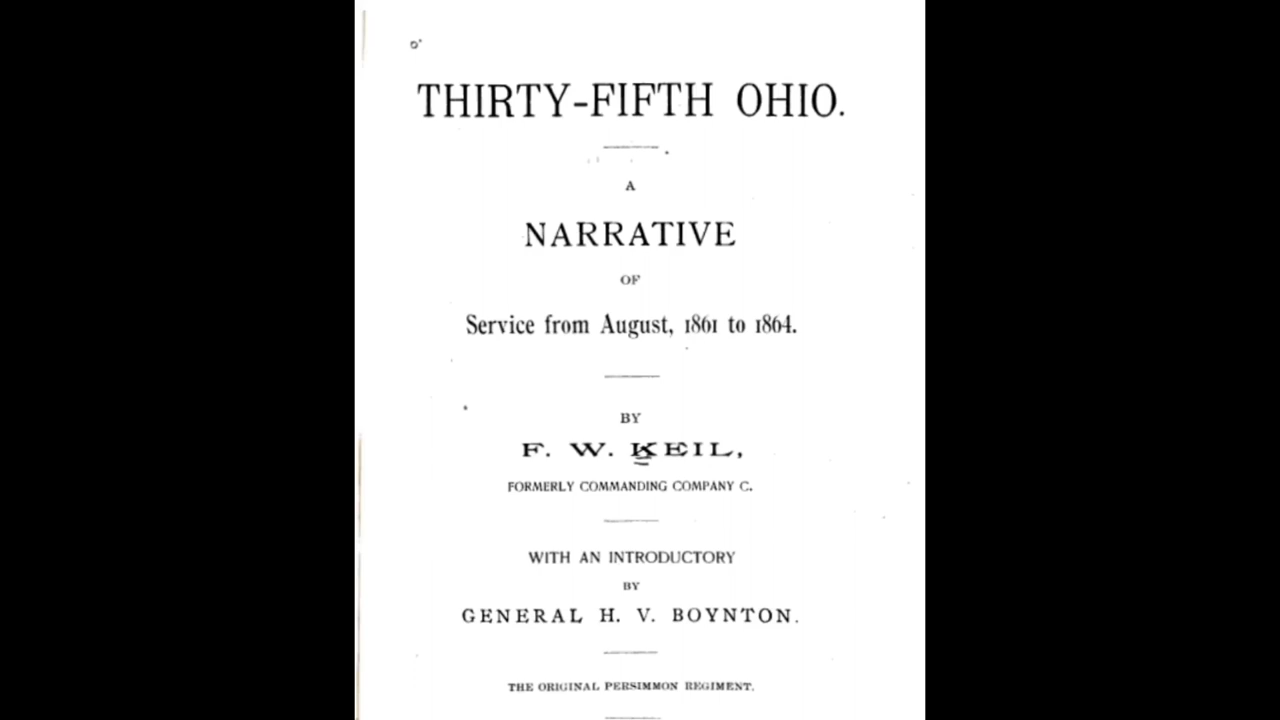 THIRTY-FIFTH OHIO.
A
NARRATIVE
OF
Service from August, 1861 to 1864.
BY
F. W. KEIL,
FORMERLY COMMANDING COMPANY C.
WITH AN INTRODUCTORY
BY
GENERAL H. V. BOYNTON.
THE ORIGINAL PERSIMMON REGIMENT.